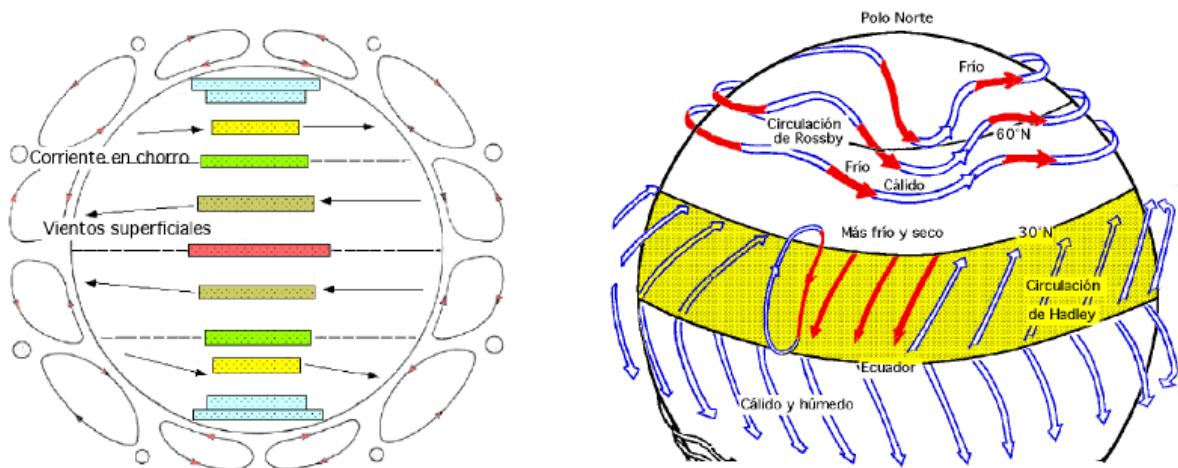 Corriente en chorro
Vientos superficiales
Polo Norte
Frío
Circulación
de Rossby
60°N
Frío
Cálido
Más frío y seco
30°N
Circulación
de Hadley
Ecuador
Cálido y húmedo